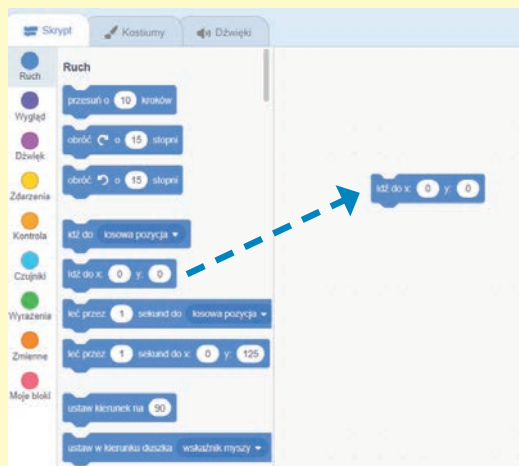 Skrypt Kostiumy Dźwięki
Ruch
Wygląd
Dźwięk
Zdarzenia
Kontrola
Czujniki
Wyrażenia
Zmienne
Moje bloki
Ruch
przesuń o 10 kroków
obróć o 15 stopni
obróć o 15 stopni
idź do losowa pozycja
idź do x: 0 y: 0
leć przez 1 sekund do losowa pozycja
leć przez 1 sekund do x: 0 y: 125
ustaw kierunek na 90
ustaw w kierunku duszka wskaźnik myszy
idź do x: 0 y: 0